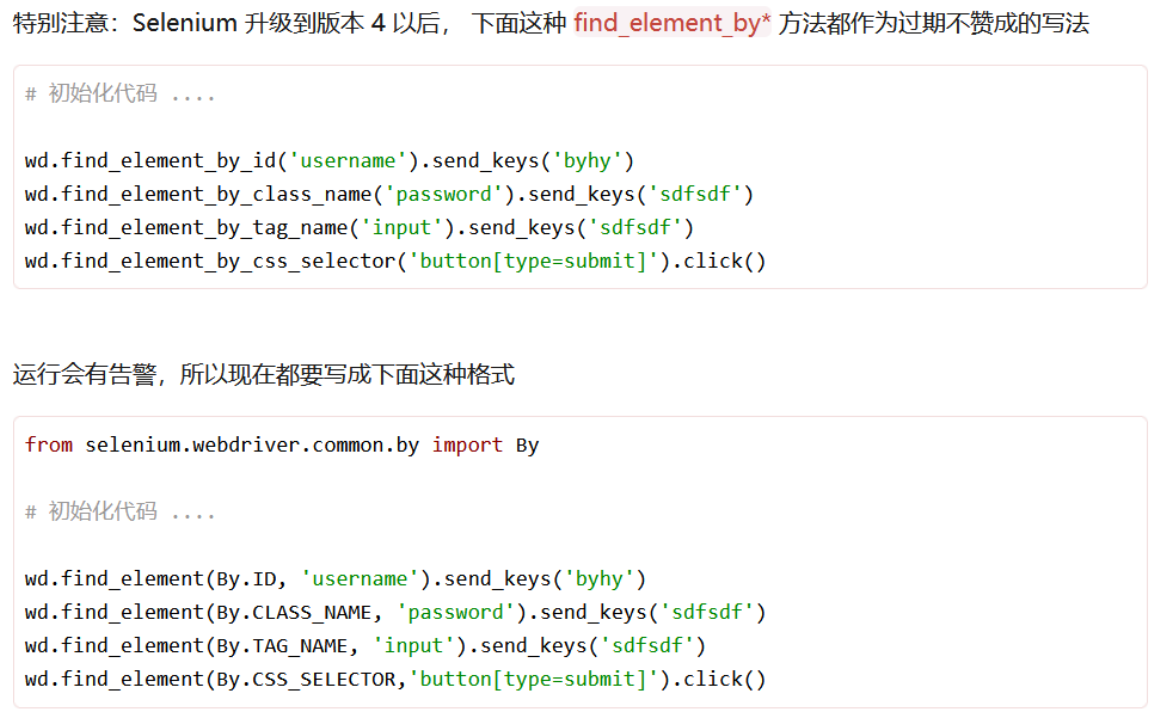 特别注意：Selenium 升级到版本 4 以后， 下面这种 find_element_by* 方法都作为过期不赞成的写法
# 初始化代码 ....
wd.find_element_by_id('username').send_keys('byhy')
wd.find_element_by_class_name('password').send_keys('sdfsdf')
wd.find_element_by_tag_name('input').send_keys('sdfsdf')
wd.find_element_by_css_selector('button[type=submit]').click()
运行会有告警，所以现在都要写成下面这种格式
from selenium.webdriver.common.by import By
# 初始化代码 ....
wd.find_element(By.ID, 'username').send_keys('byhy')
wd.find_element(By.CLASS_NAME, 'password').send_keys('sdfsdf')
wd.find_element(By.TAG_NAME, 'input').send_keys('sdfsdf')
wd.find_element(By.CSS_SELECTOR,'button[type=submit]').click()